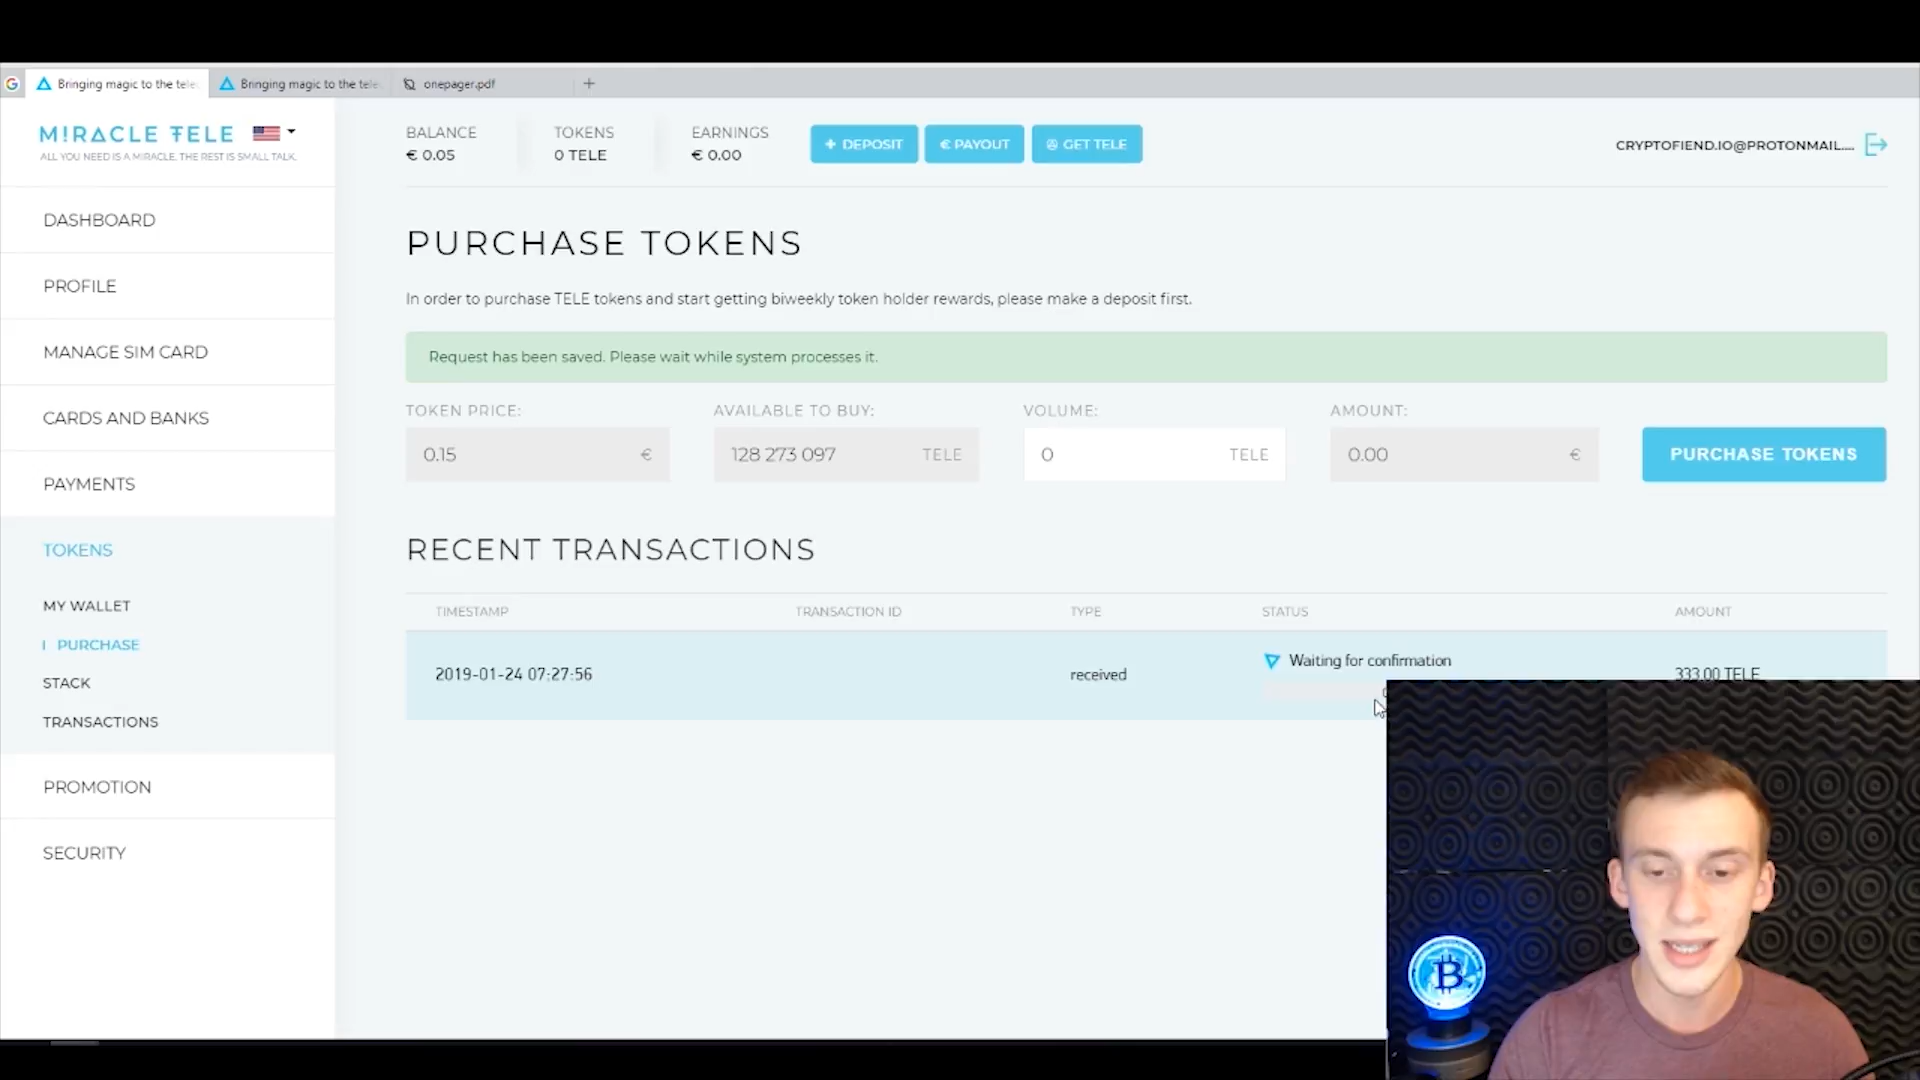 Bringing magic to the tele
Bringing magic to the tele
onepager.pdf
M!RACLE TELE
ALL YOU NEED IS A MIRACLE, THE REST IS SMALL TALK.
BALANCE
€ 0.05
TOKENS
0 TELE
EARNINGS
€ 0.00
+ DEPOSIT
€ PAYOUT
GET TELE
CRYPTOFIEND.IO@PROTONMAIL....
DASHBOARD
PROFILE
MANAGE SIM CARD
CARDS AND BANKS
PAYMENTS
TOKENS
MY WALLET
PURCHASE
STACK
TRANSACTIONS
PROMOTION
SECURITY
PURCHASE TOKENS
In order to purchase TELE tokens and start getting biweekly token holder rewards, please make a deposit first.
Request has been saved. Please wait while system processes it.
TOKEN PRICE:
0.15 €
AVAILABLE TO BUY:
128 273 097 TELE
VOLUME:
0 TELE
AMOUNT:
0.00 €
PURCHASE TOKENS
RECENT TRANSACTIONS
TIMESTAMP TRANSACTION ID TYPE STATUS AMOUNT
2019-01-24 07:27:56 received Waiting for confirmation 333.00 TELE